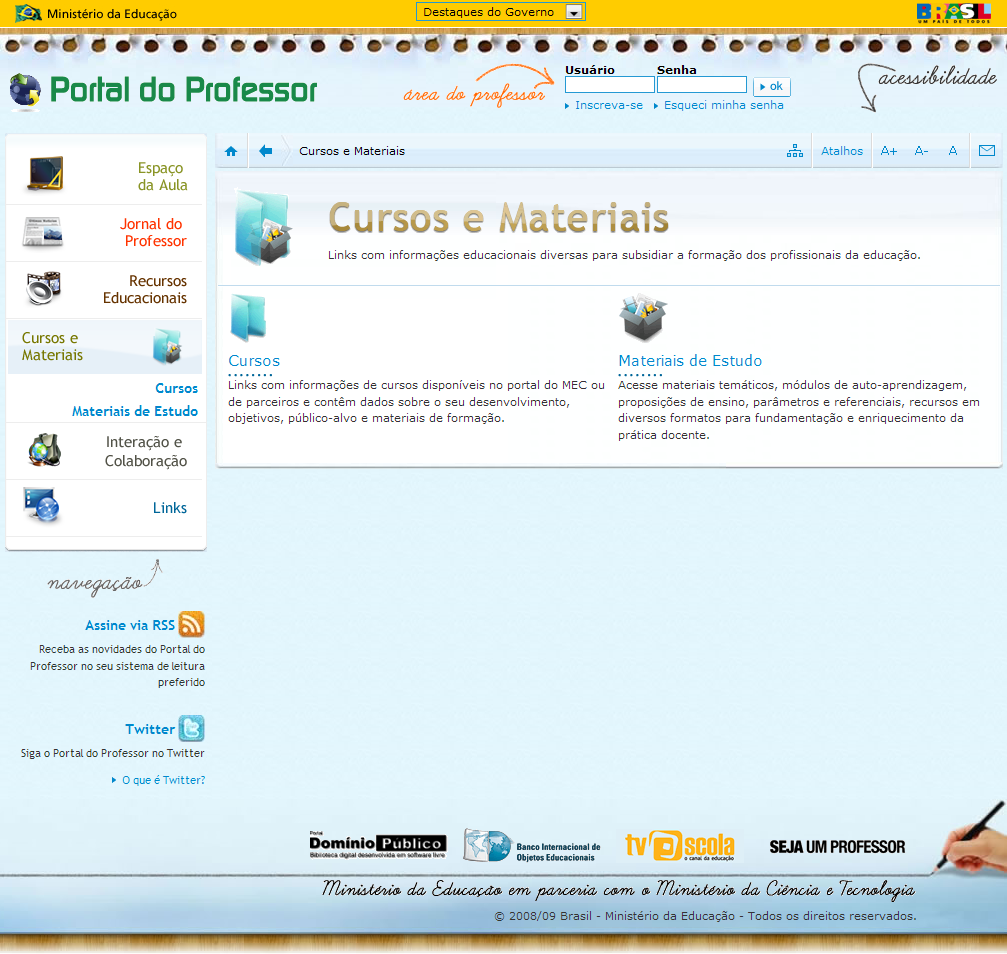 Ministério da Educação
Destaques do Governo
BRASIL
UM PAÍS DE TODOS
Portal do Professor
área do professor
Usuário
Senha
ok
Inscreva-se
Esqueci minha senha
acessibilidade
Espaço
da Aula
Jornal do
Professor
Recursos
Educacionais
Cursos e
Materiais
Cursos
Materiais de Estudo
Interação e
Colaboração
Links
navegação
Assine via RSS
Receba as novidades do Portal do
Professor no seu sistema de leitura
preferido
Twitter
Siga o Portal do Professor no Twitter
O que é Twitter?
Cursos e Materiais
Atalhos
A+
A-
A
Cursos e Materiais
Links com informações educacionais diversas para subsidiar a formação dos profissionais da educação.
Cursos
Links com informações de cursos disponíveis no portal do MEC ou
de parceiros e contêm dados sobre o seu desenvolvimento,
objetivos, público-alvo e materiais de formação.
Materiais de Estudo
Acesse materiais temáticos, módulos de auto-aprendizagem,
proposições de ensino, parâmetros e referenciais, recursos em
diversos formatos para fundamentação e enriquecimento da
prática docente.
Portal
Domínio Público
Biblioteca digital desenvolvida em software livre
Banco Internacional de
Objetos Educacionais
tv escola
o canal da educação
SEJA UM PROFESSOR
Ministério da Educação em parceria com o Ministério da Ciência e Tecnologia
© 2008/09 Brasil - Ministério da Educação - Todos os direitos reservados.